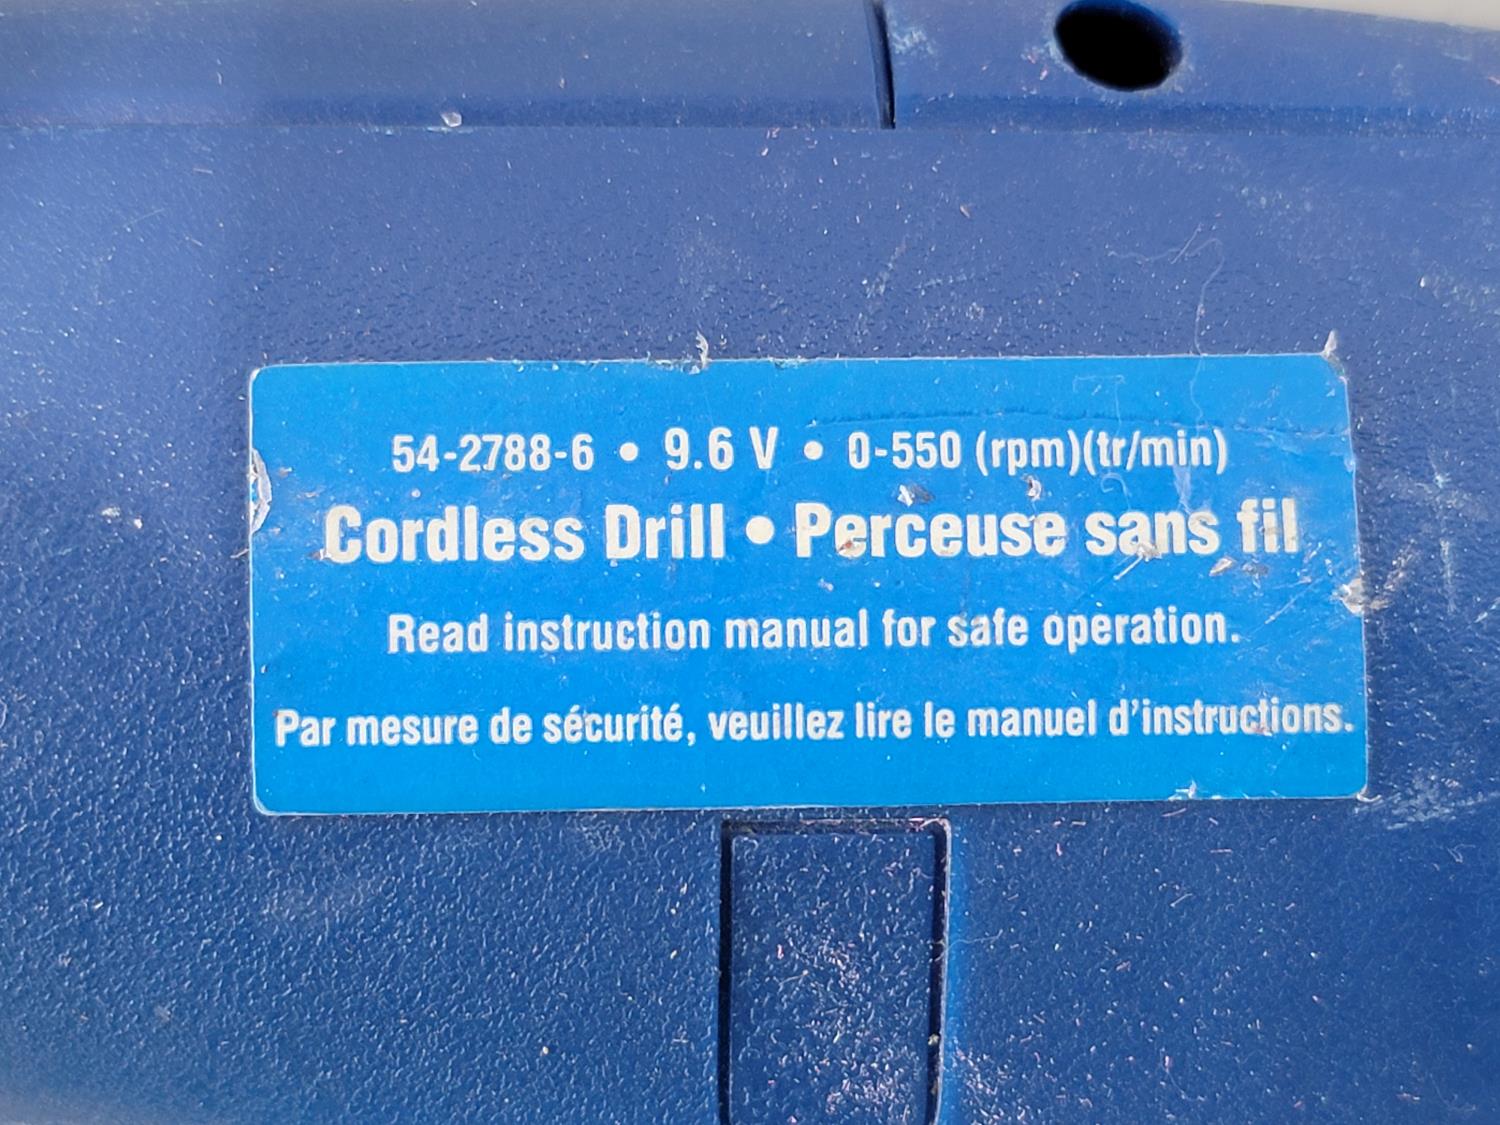 54-2788-6 • 9.6 V • 0-550 (rpm)(tr/min)
Cordless Drill • Perceuse sans fil
Read instruction manual for safe operation.
Par mesure de sécurité, veuillez lire le manuel d'instructions.